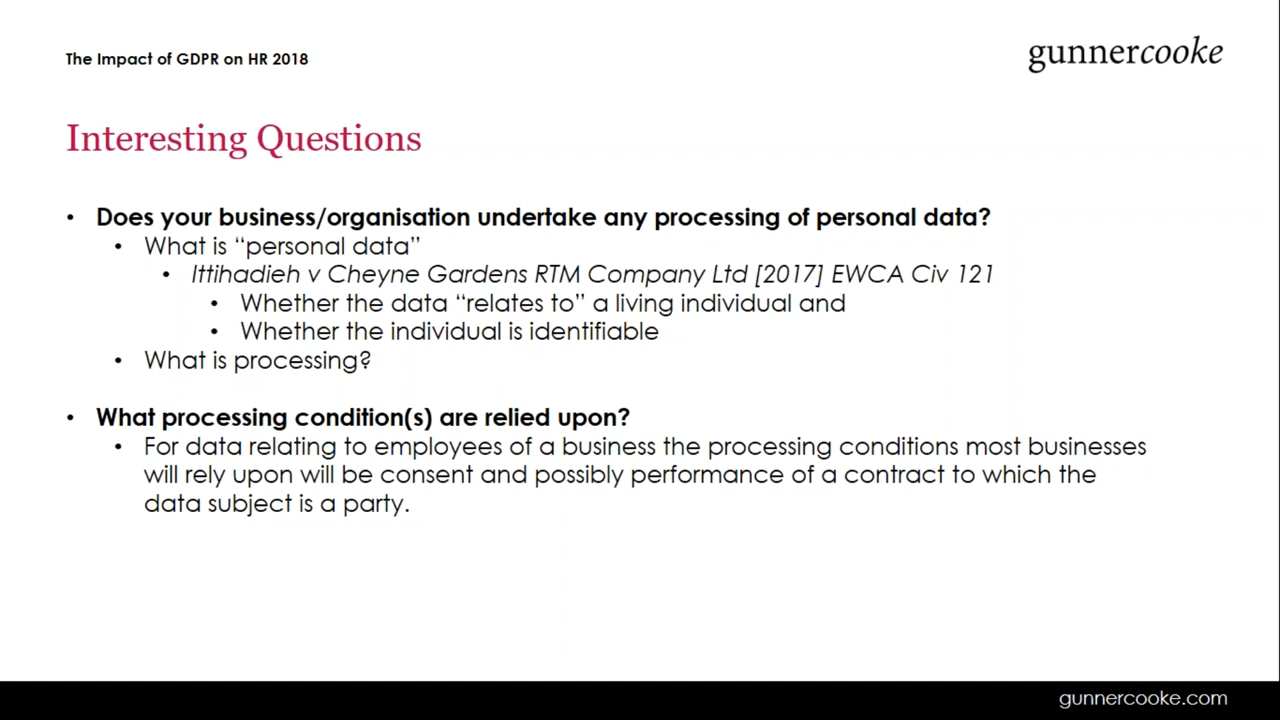 The Impact of GDPR on HR 2018
gunnercooke
Interesting Questions
• Does your business/organisation undertake any processing of personal data?
• What is “personal data”
• Ittihadieh v Cheyne Gardens RTM Company Ltd [2017] EWCA Civ 121
• Whether the data “relates to” a living individual and
• Whether the individual is identifiable
• What is processing?
• What processing condition(s) are relied upon?
• For data relating to employees of a business the processing conditions most businesses
will rely upon will be consent and possibly performance of a contract to which the
data subject is a party.
gunnercooke.com